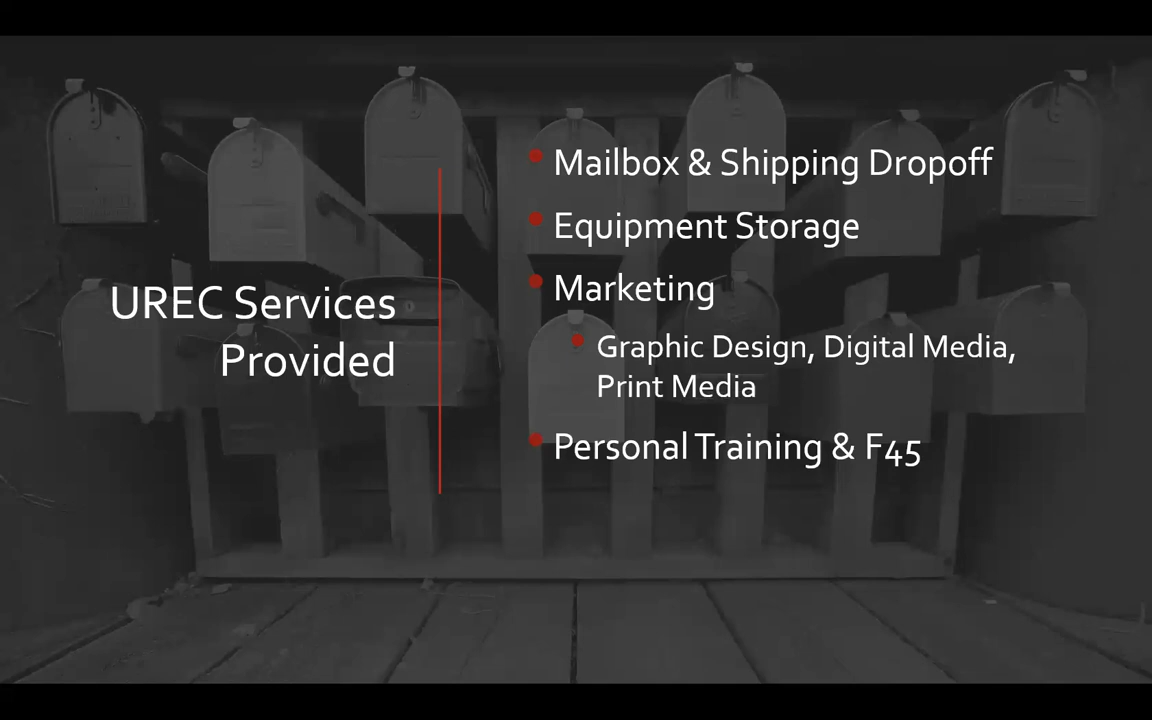 UREC Services
Provided
Mailbox & Shipping Dropoff
Equipment Storage
Marketing
Graphic Design, Digital Media,
Print Media
Personal Training & F45